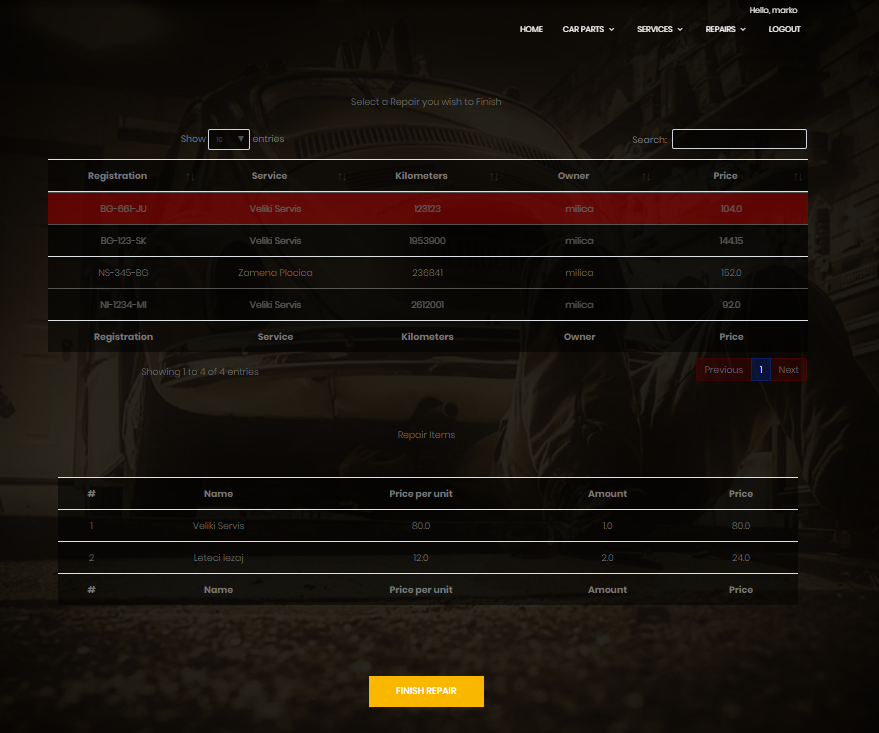 Hello, marko
HOME CAR PARTS SERVICES REPAIRS LOGOUT
Select a Repair you wish to Finish
Show 10 entries Search:
Registration Service Kilometers Owner Price
BG-661-JU Veliki Servis 123123 milica 104.0
BG-123-SK Veliki Servis 1953900 milica 144.15
NS-345-BG Zamena Plocica 236841 milica 152.0
NI-1234-MI Veliki Servis 2612001 milica 92.0
Registration Service Kilometers Owner Price
Showing 1 to 4 of 4 entries Previous 1 Next
Repair Items
# Name Price per unit Amount Price
1 Veliki Servis 80.0 1.0 80.0
2 Leteci lezaj 12.0 2.0 24.0
# Name Price per unit Amount Price
FINISH REPAIR